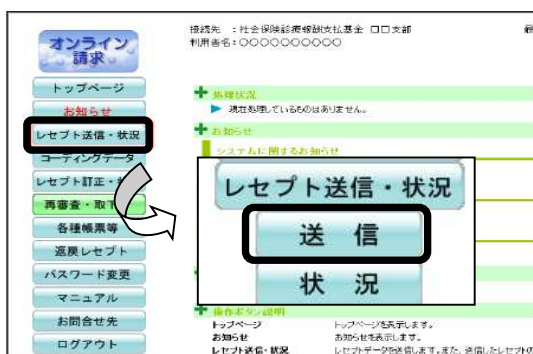 オンライン
請求
トップページ
お知らせ
レセプト送信・状況
コーティングデータ
レセプト訂正・
再審査・取下
各種帳票等
返戻レセプト
パスワード変更
マニュアル
お問合せ先
ログアウト
接続先 :社会保険診療報酬支払基金 口口支部
利用者名:〇〇〇〇〇〇〇〇〇〇
処理状況
現在処理しているものはありません。
お知らせ
システムに関するお知らせ
レセプト送信・状況
送 信
状 況
操作ボタン説明
トップページ トップページを表示します。
お知らせ お知らせを表示します。
レセプト送信・状況 レセプトデータを送信します。また、送信したレセプトの